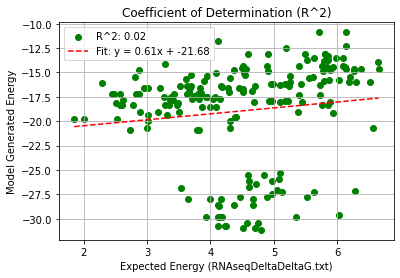 Coefficient of Determination (R^2)
R^2: 0.02
Fit: y = 0.61x + -21.68
Model Generated Energy
−10.0
−12.5
−15.0
−17.5
−20.0
−22.5
−25.0
−27.5
−30.0
2 3 4 5 6
Expected Energy (RNAseqDeltaDeltaG.txt)